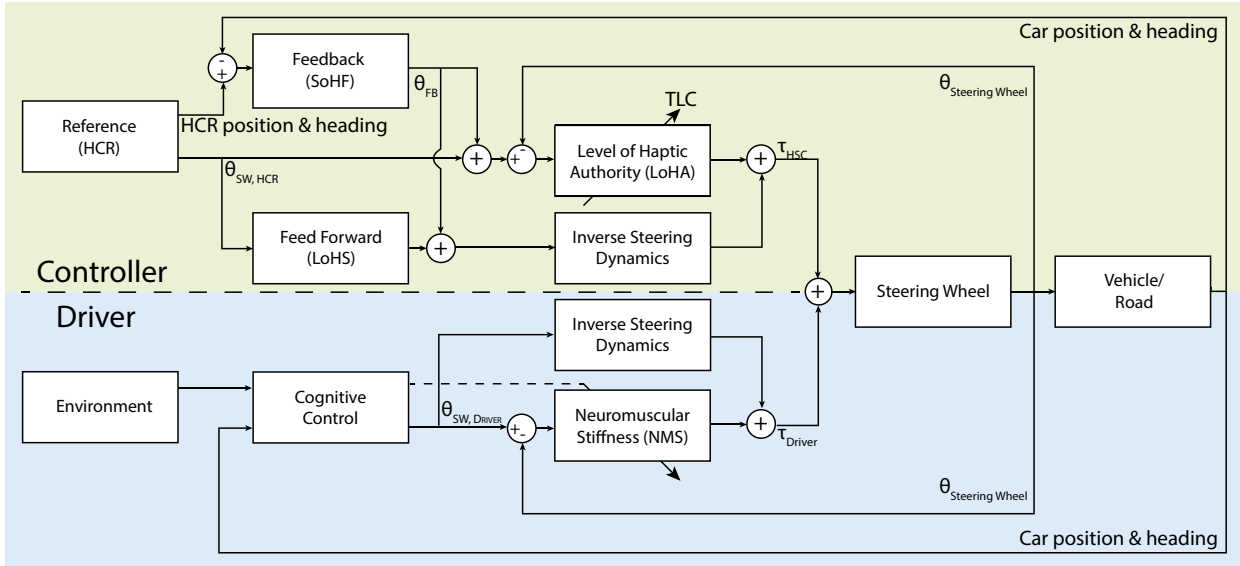 Car position & heading
Feedback
(SoHF)
-
+
θFB
θSteering Wheel
Reference
(HCR)
HCR position & heading
TLC
Level of Haptic
Authority (LoHA)
+
+
-
+
τHSC
θSW, HCR
Feed Forward
(LoHS)
+
Inverse Steering
Dynamics
Controller
Driver
+
Steering Wheel
Vehicle/
Road
Inverse Steering
Dynamics
Environment
Cognitive
Control
θSW, DRIVER
+
-
Neuromuscular
Stiffness (NMS)
+
τDriver
θSteering Wheel
Car position & heading